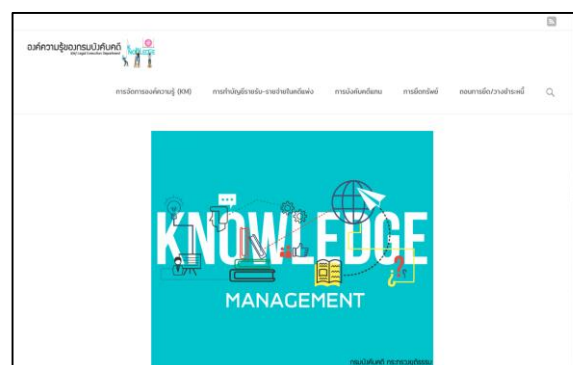 องค์ความรู้ของกรมบังคับคดี
KNOWLEDGE
การจัดการองค์ความรู้ (KM)
การทำบัญชีรายรับ-รายจ่ายในคดีแพ่ง
การบังคับคดีแทน
การยึดทรัพย์
ถอนการยึด/วางชำระหนี้
KNOWLEDGE
MANAGEMENT
กรมบังคับคดี กระทรวงยุติธรรม